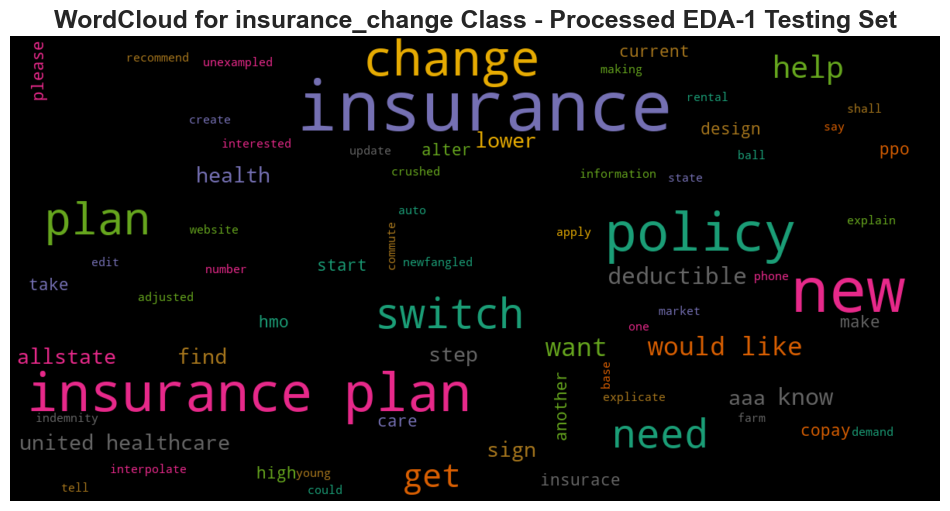 WordCloud for insurance_change Class - Processed EDA-1 Testing Set
please
recommend
unexampled
change
current
making
help
insurance
rental
shall
create
design
say
interested
lower
update
alter
ball
ppo
health
crushed
information
state
plan
website
auto
commute
apply
policy
explain
edit
number
start
newfangled
deductible
phone
new
take
adjusted
hmo
switch
market
one
make
allstate
find
step
want
would like
insurance plan
another
base
explicate
aaa
know
indemnity
care
farm
united healthcare
sign
need
copay
demand
interpolate
high
young
get
insurace
tell
could